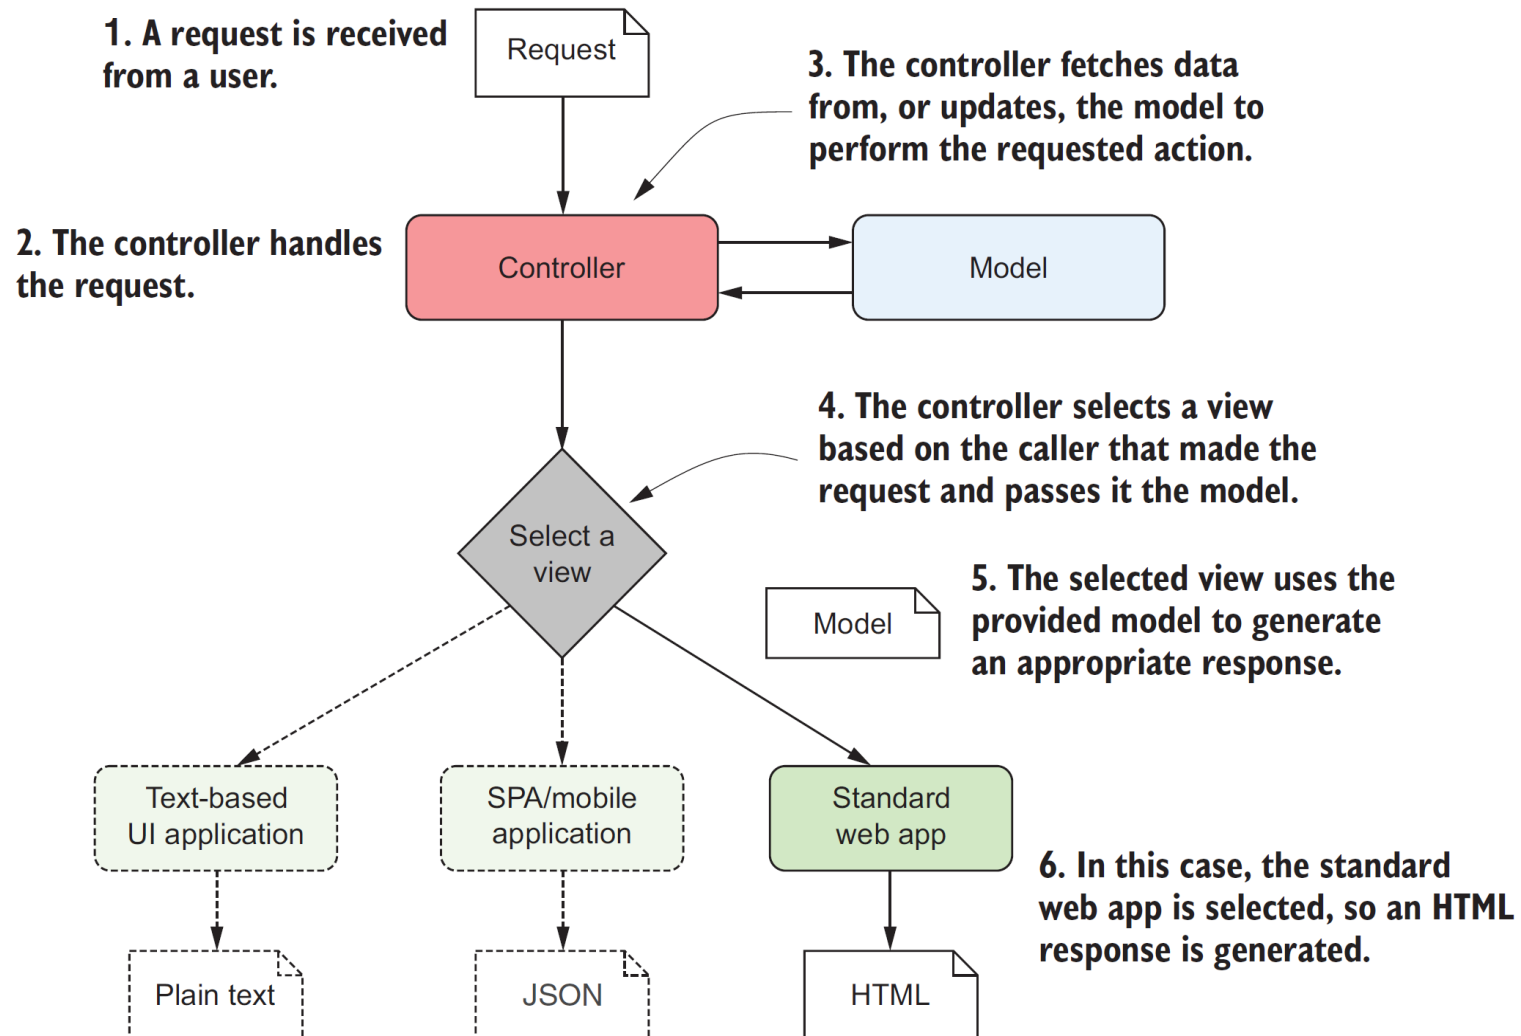 1. A request is received
from a user.
Request
3. The controller fetches data
from, or updates, the model to
perform the requested action.
2. The controller handles
the request.
Controller
Model
4. The controller selects a view
based on the caller that made the
request and passes it the model.
Select a
view
Model
5. The selected view uses the
provided model to generate
an appropriate response.
Text-based
UI application
SPA/mobile
application
Standard
web app
6. In this case, the standard
web app is selected, so an HTML
response is generated.
Plain text
JSON
HTML